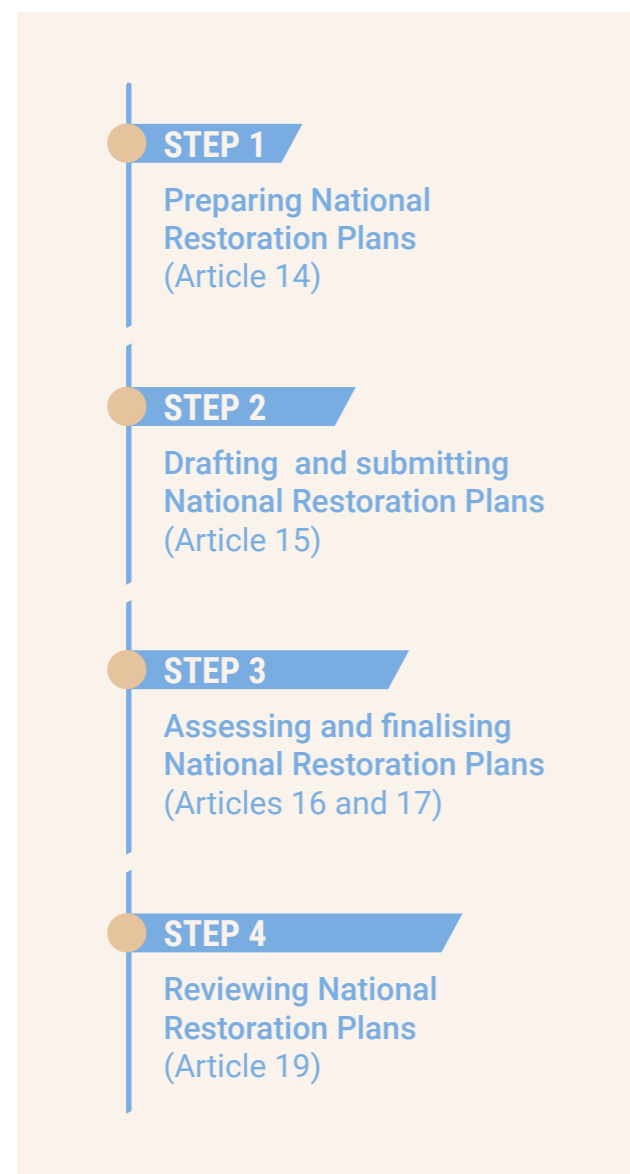 STEP 1
Preparing National
Restoration Plans
(Article 14)
STEP 2
Drafting  and submitting
National Restoration Plans
(Article 15)
STEP 3
Assessing and finalising
National Restoration Plans
(Articles 16 and 17)
STEP 4
Reviewing National
Restoration Plans
(Article 19)